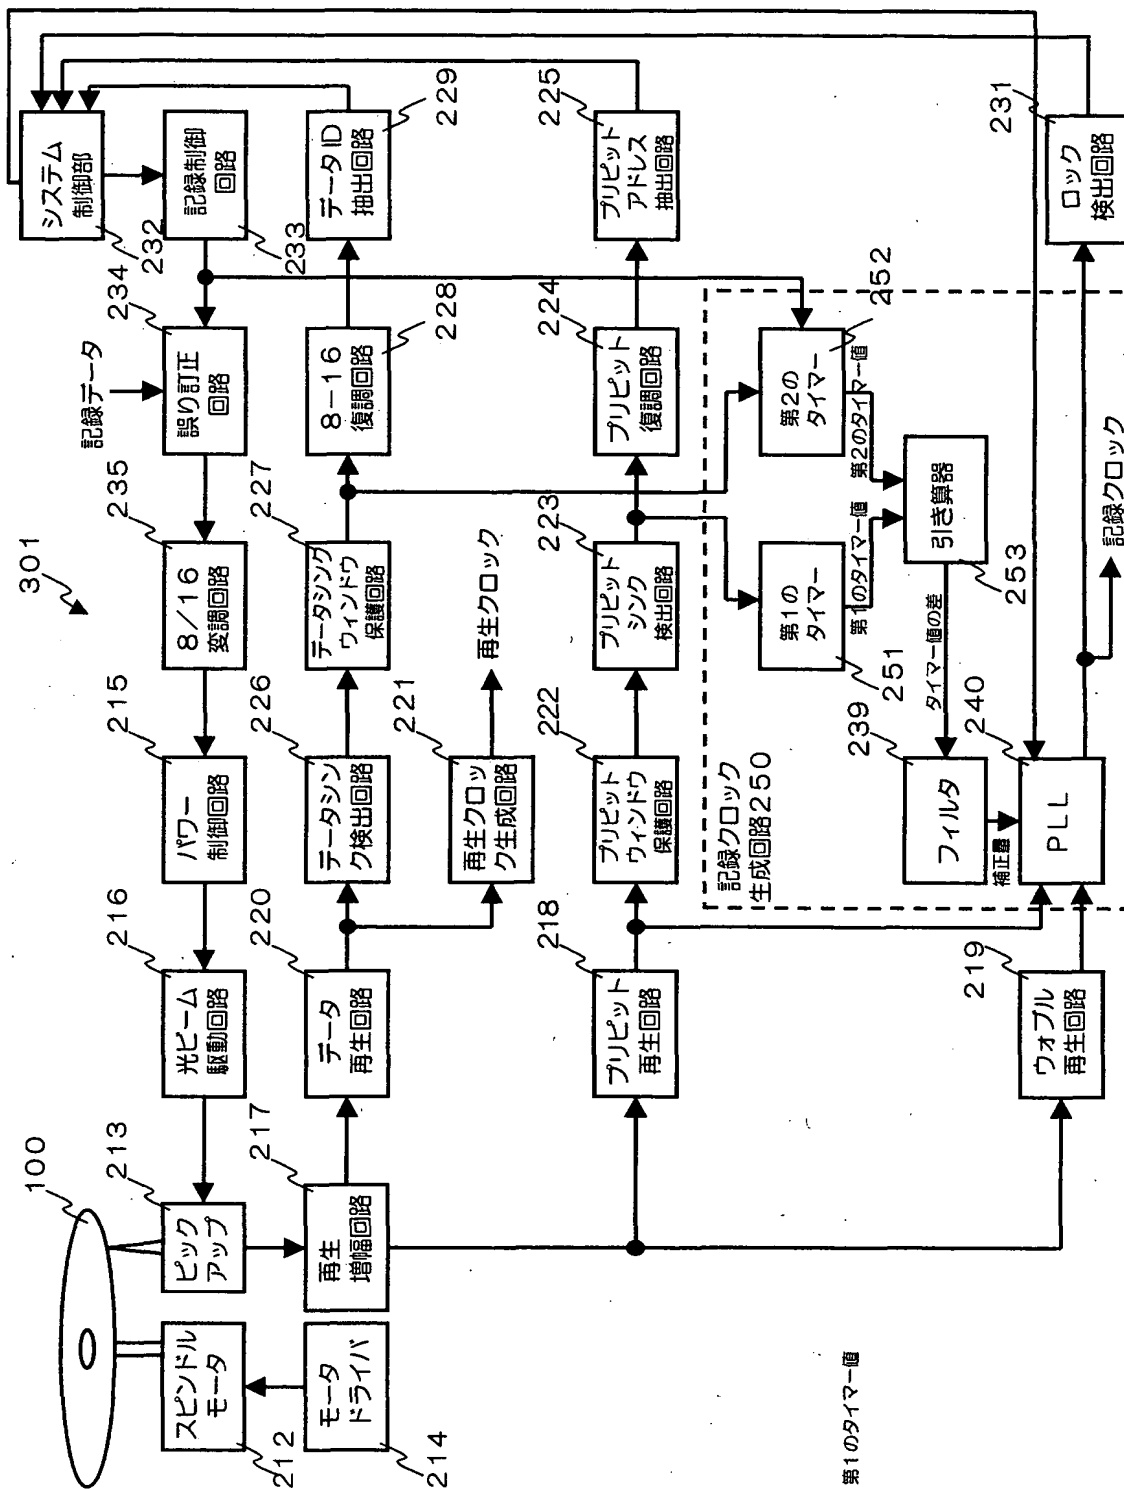 301
100
スピンドル
モータ
212
モータ
ドライバ
214
ピック
アップ
213
光ビーム
駆動回路
216
パワー
制御回路
215
8/16
変調回路
235
記録データ
誤り訂正
回路
234
記録制御
回路
233
システム
制御部
232
再生
増幅回路
217
データ
再生回路
220
データシン
ク検出回路
226
データシンク
ウィンドウ
保護回路
227
8-16
復調回路
228
データID
抽出回路
229
再生クロッ
ク生成回路
221
再生クロック
プリピット
再生回路
218
プリピット
ウィンドウ
保護回路
222
プリピット
シンク
検出回路
223
プリピット
復調回路
224
プリピット
アドレス
抽出回路
225
記録クロック
生成回路250
第1の
タイマー
251
第2の
タイマー
252
第1のタイマー値
第2のタイマー値
引き算器
253
タイマー値の差
フィルタ
239
補正量
PLL
240
ウォブル
再生回路
219
ロック
検出回路
231
記録クロック
第1のタイマー値